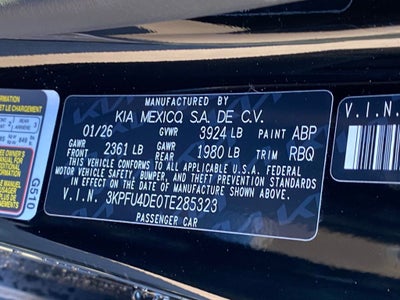 MANUFACTURED BY
KIA MEXICO, S.A. DE C.V.
01/26 GVWR 3924 LB PAINT ABP
GAWR FRONT 2361 LB GAWR REAR 1980 LB TRIM RBQ
THIS VEHICLE CONFORMS TO ALL APPLICABLE U.S.A. FEDERAL
MOTOR VEHICLE SAFETY, BUMPER, AND THEFT PREVENTION STANDARDS
IN EFFECT ON THE DATE OF MANUFACTURE SHOWN ABOVE.
V.I.N. 3KPFU4DE0TE285323
PASSENGER CAR
G510
V.I.N.